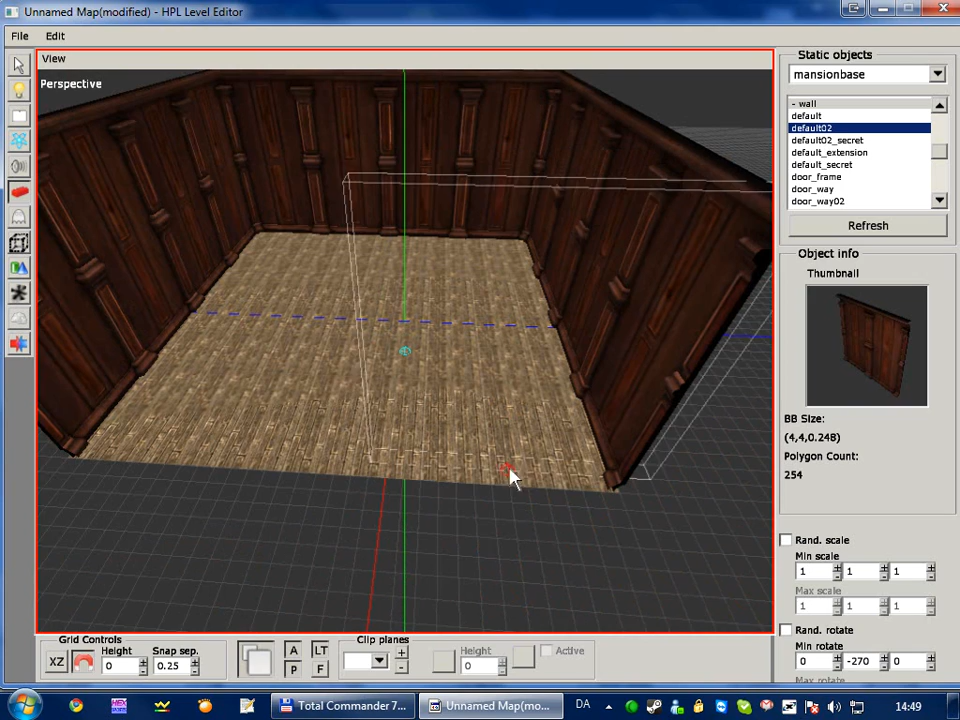 Unnamed Map(modified) - HPL Level Editor
File Edit
View
Perspective
Static objects
mansionbase
- wall
default
default02
default02_secret
default_extension
default_secret
door_frame
door_way
door_way02
Refresh
Object info
Thumbnail
BB Size:
(4,4,0.248)
Polygon Count:
254
Rand. scale
Min scale
1 1 1
Max scale
1 1 1
Rand. rotate
Min rotate
0 -270 0
Grid Controls
XZ
Height
0
Snap sep.
0.25
A LT
P F
Clip planes
+
-
Height
0
Active
HEX
Total Commander 7...
Unnamed Map(mo...
DA
14:49